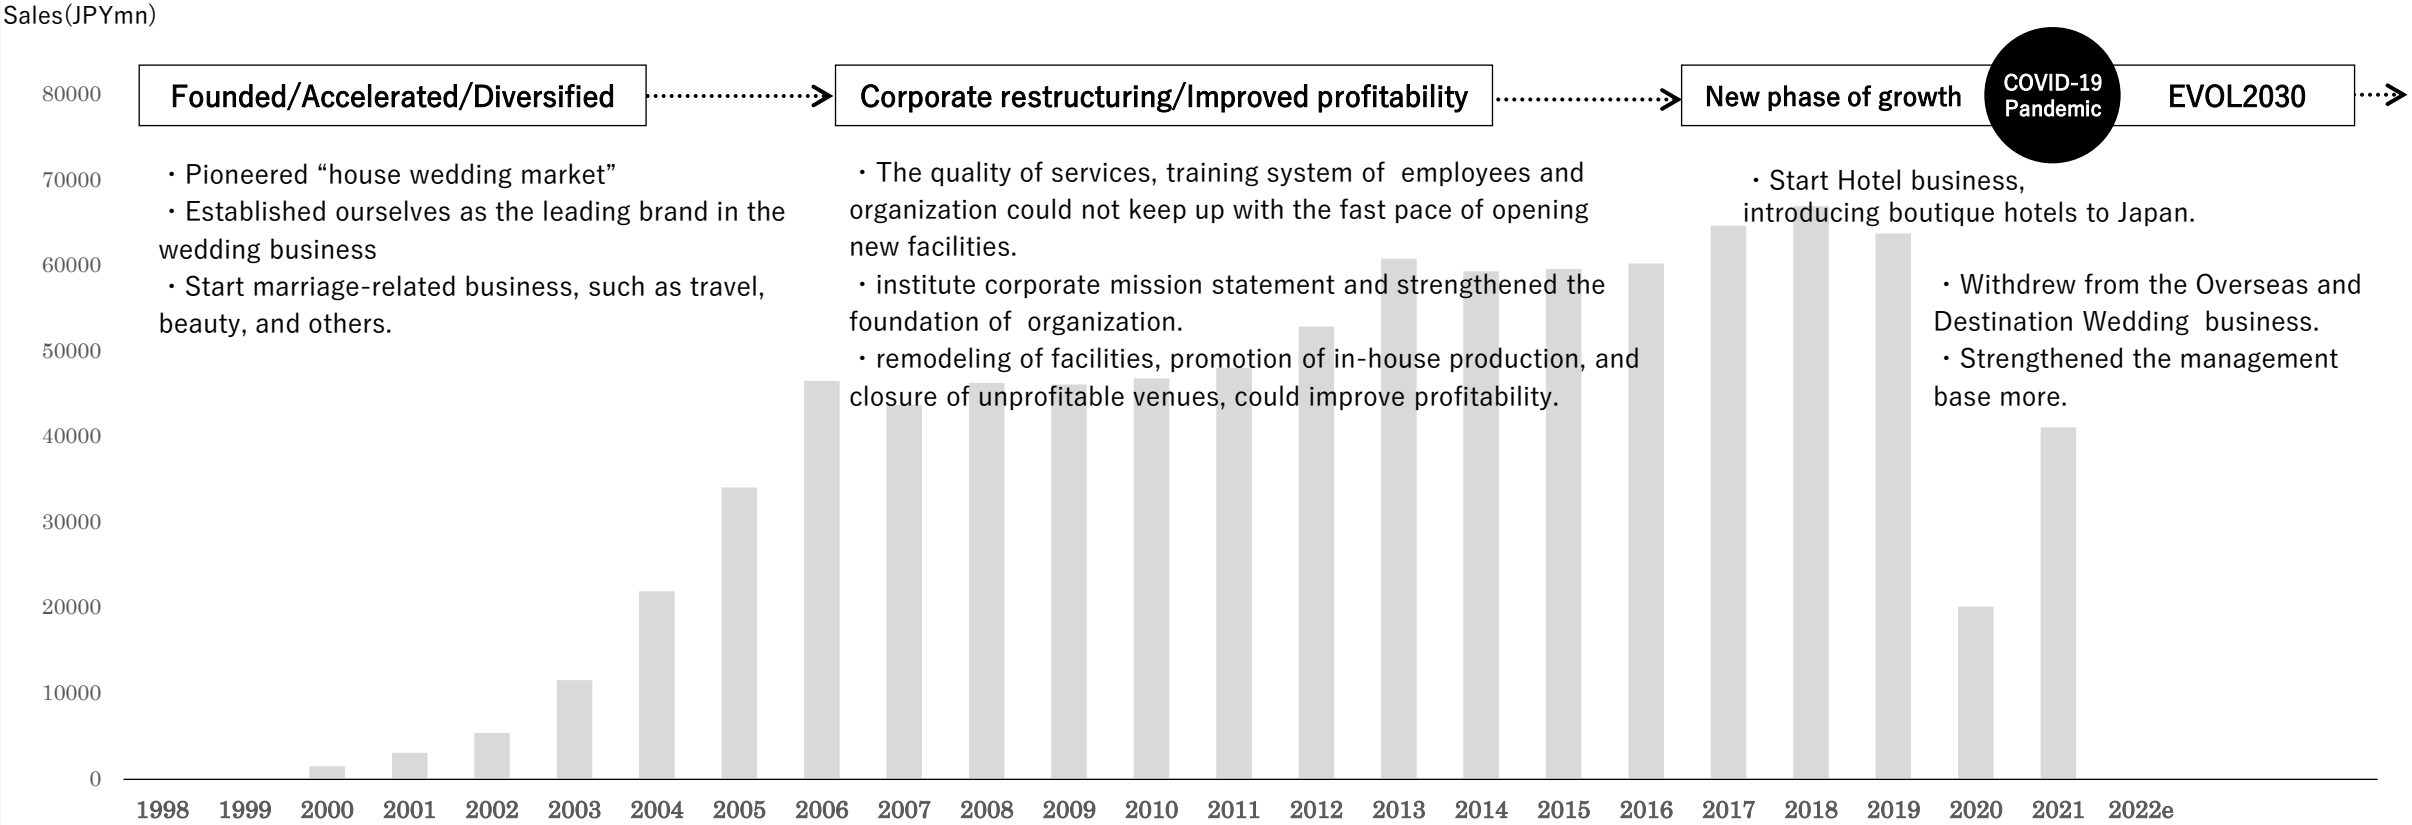 Sales(JPYmn)
Founded/Accelerated/Diversified
Corporate restructuring/Improved profitability
New phase of growth
COVID-19
Pandemic
EVOL2030
・Pioneered “house wedding market”
・Established ourselves as the leading brand in the
wedding business
・Start marriage-related business, such as travel,
beauty, and others.
・The quality of services, training system of  employees and
organization could not keep up with the fast pace of opening
new facilities.
・institute corporate mission statement and strengthened the
foundation of  organization.
・remodeling of facilities, promotion of in-house production, and
closure of unprofitable venues, could improve profitability.
・Start Hotel business,
introducing boutique hotels to Japan.
・Withdrew from the Overseas and
Destination Wedding  business.
・Strengthened the management
base more.
80000
70000
60000
50000
40000
30000
20000
10000
0
1998 1999 2000 2001 2002 2003 2004 2005 2006 2007 2008 2009 2010 2011 2012 2013 2014 2015 2016 2017 2018 2019 2020 2021 2022e